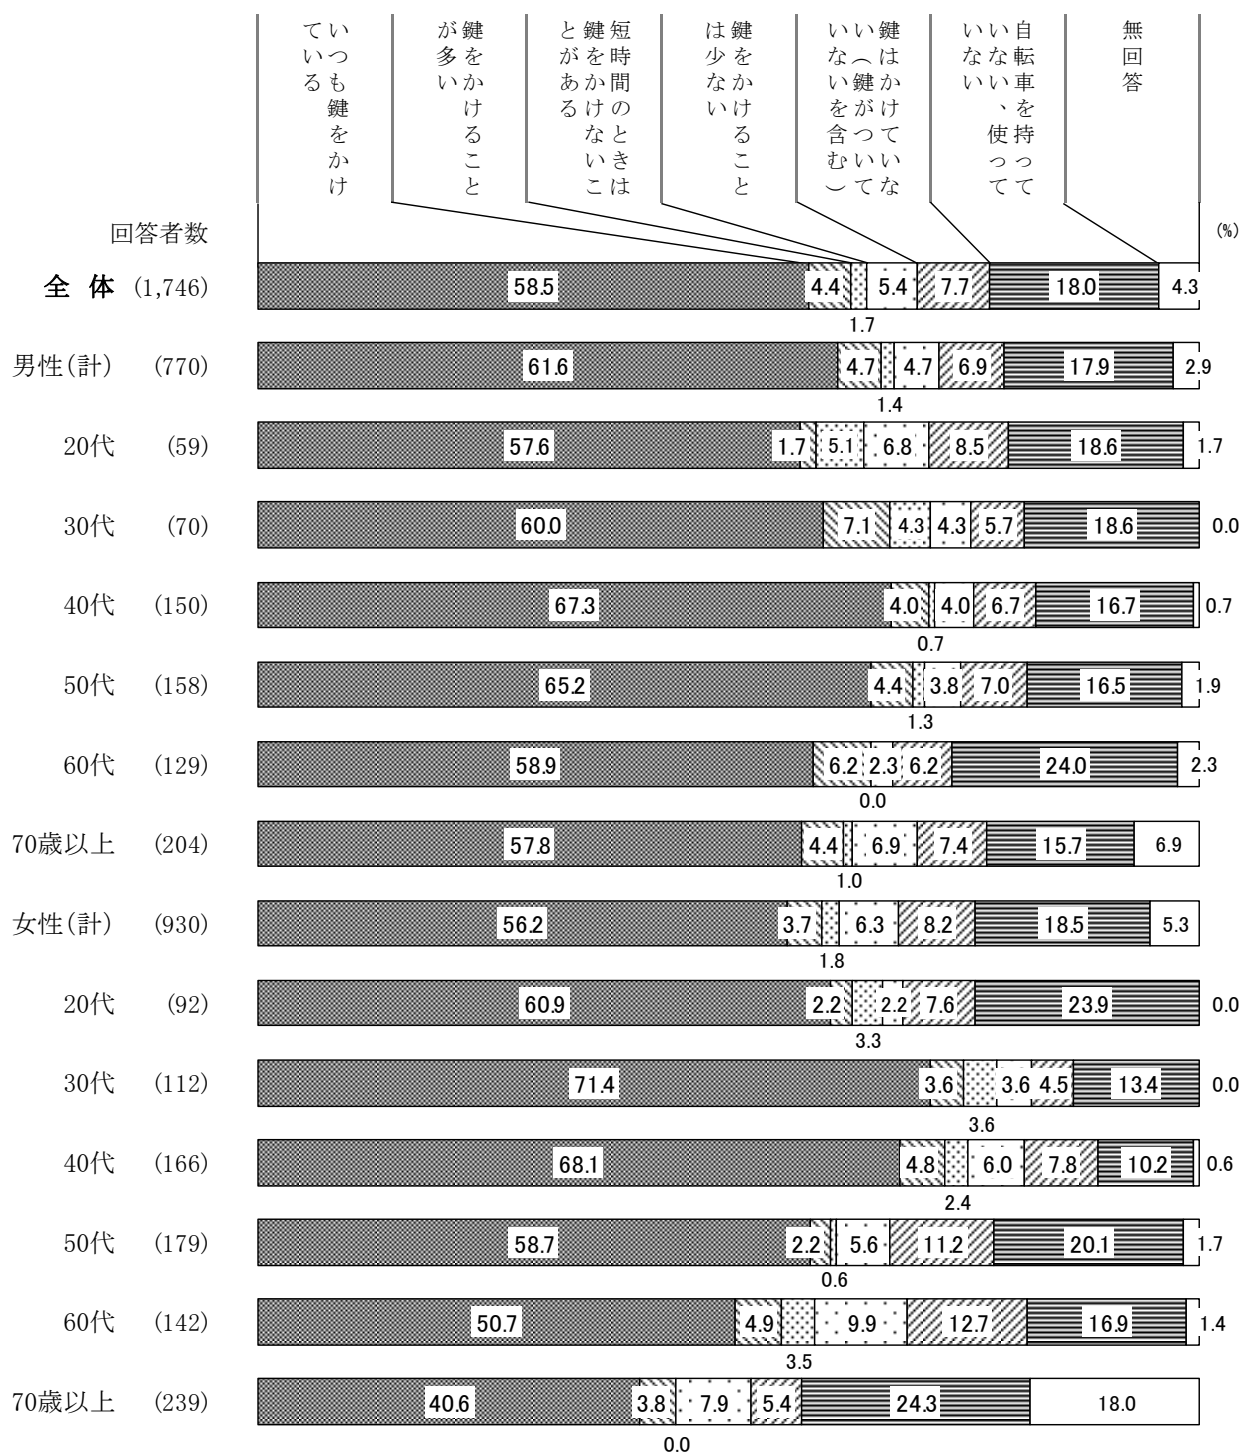 いつも鍵をかけ
ている
鍵をかけること
が多い
短時間のときは
鍵をかけないこ
とがある
鍵をかけること
は少ない
鍵はかけていな
い（鍵がついて
いないを含む）
自転車を持って
いない、使って
いない
無回答
回答者数 (%)
全 体 (1,746) 58.5 4.4 5.4 7.7 18.0 4.3
1.7
男性(計) (770) 61.6 4.7 4.7 6.9 17.9 2.9
1.4
20代 (59) 57.6 1.7 5.1 6.8 8.5 18.6 1.7
30代 (70) 60.0 7.1 4.3 4.3 5.7 18.6 0.0
40代 (150) 67.3 4.0 4.0 6.7 16.7 0.7
0.7
50代 (158) 65.2 4.4 3.8 7.0 16.5 1.9
1.3
60代 (129) 58.9 6.2 2.3 6.2 24.0 2.3
0.0
70歳以上 (204) 57.8 4.4 6.9 7.4 15.7 6.9
1.0
女性(計) (930) 56.2 3.7 6.3 8.2 18.5 5.3
1.8
20代 (92) 60.9 2.2 2.2 7.6 23.9 0.0
3.3
30代 (112) 71.4 3.6 3.6 4.5 13.4 0.0
3.6
40代 (166) 68.1 4.8 6.0 7.8 10.2 0.6
2.4
50代 (179) 58.7 2.2 5.6 11.2 20.1 1.7
0.6
60代 (142) 50.7 4.9 9.9 12.7 16.9 1.4
3.5
70歳以上 (239) 40.6 3.8 7.9 5.4 24.3 18.0
0.0